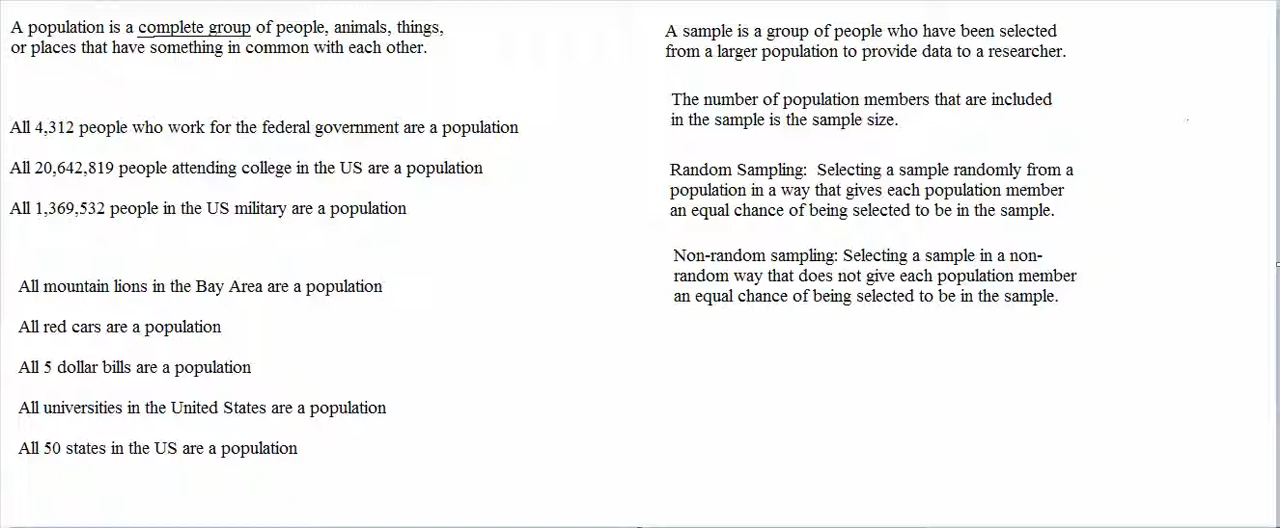 A population is a complete group of people, animals, things,
or places that have something in common with each other.
All 4,312 people who work for the federal government are a population
All 20,642,819 people attending college in the US are a population
All 1,369,532 people in the US military are a population
All mountain lions in the Bay Area are a population
All red cars are a population
All 5 dollar bills are a population
All universities in the United States are a population
All 50 states in the US are a population
A sample is a group of people who have been selected
from a larger population to provide data to a researcher.
The number of population members that are included
in the sample is the sample size.
Random Sampling: Selecting a sample randomly from a
population in a way that gives each population member
an equal chance of being selected to be in the sample.
Non-random sampling: Selecting a sample in a non-
random way that does not give each population member
an equal chance of being selected to be in the sample.